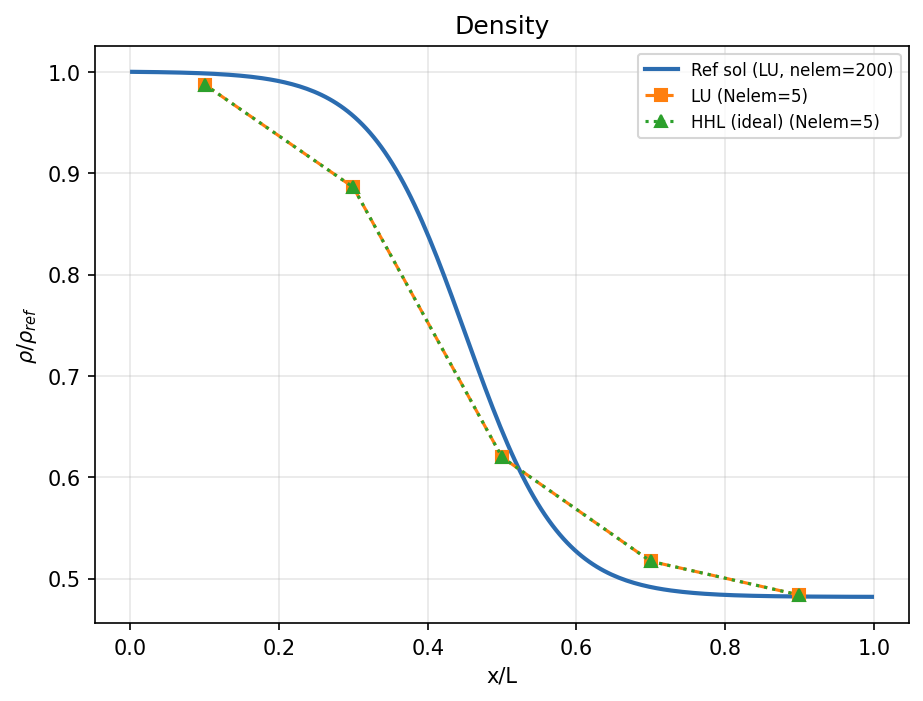 Density
Ref sol (LU, nelem=200)
LU (Nelem=5)
HHL (ideal) (Nelem=5)
ρ/ρref
1.0
0.9
0.8
0.7
0.6
0.5
0.0 0.2 0.4 0.6 0.8 1.0
x/L